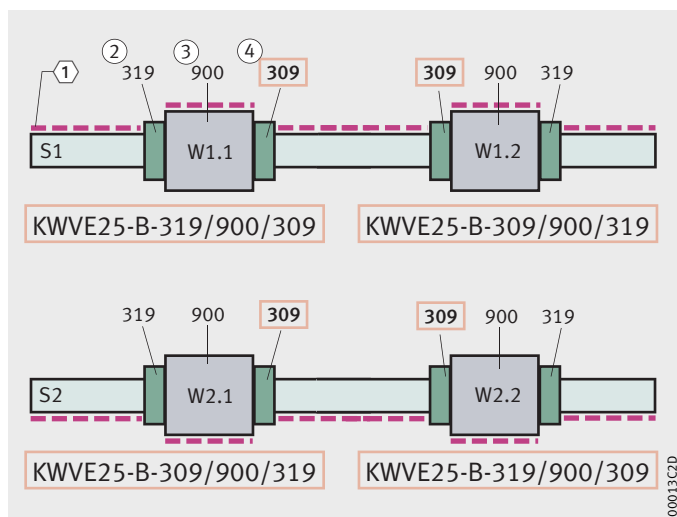 1
2 3 4
319 900 309
309 900 319
S1 W1.1 W1.2
KWVE25-B-319/900/309
KWVE25-B-309/900/319
319 900 309
309 900 319
S2 W2.1 W2.2
KWVE25-B-309/900/319
KWVE25-B-319/900/309
00013C2D